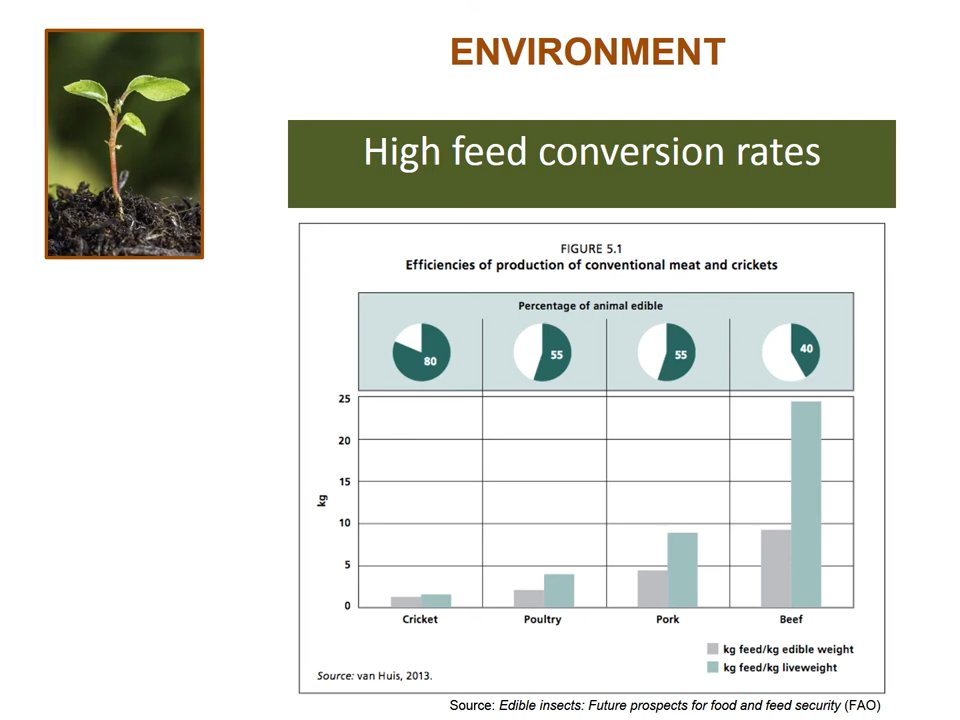 ENVIRONMENT
High feed conversion rates
FIGURE 5.1
Efficiencies of production of conventional meat and crickets
Percentage of animal edible
80
55
55
40
25
20
15
10
5
0
kg
Cricket
Poultry
Pork
Beef
kg feed/kg edible weight
kg feed/kg liveweight
Source: van Huis, 2013.
Source: Edible insects: Future prospects for food and feed security (FAO)